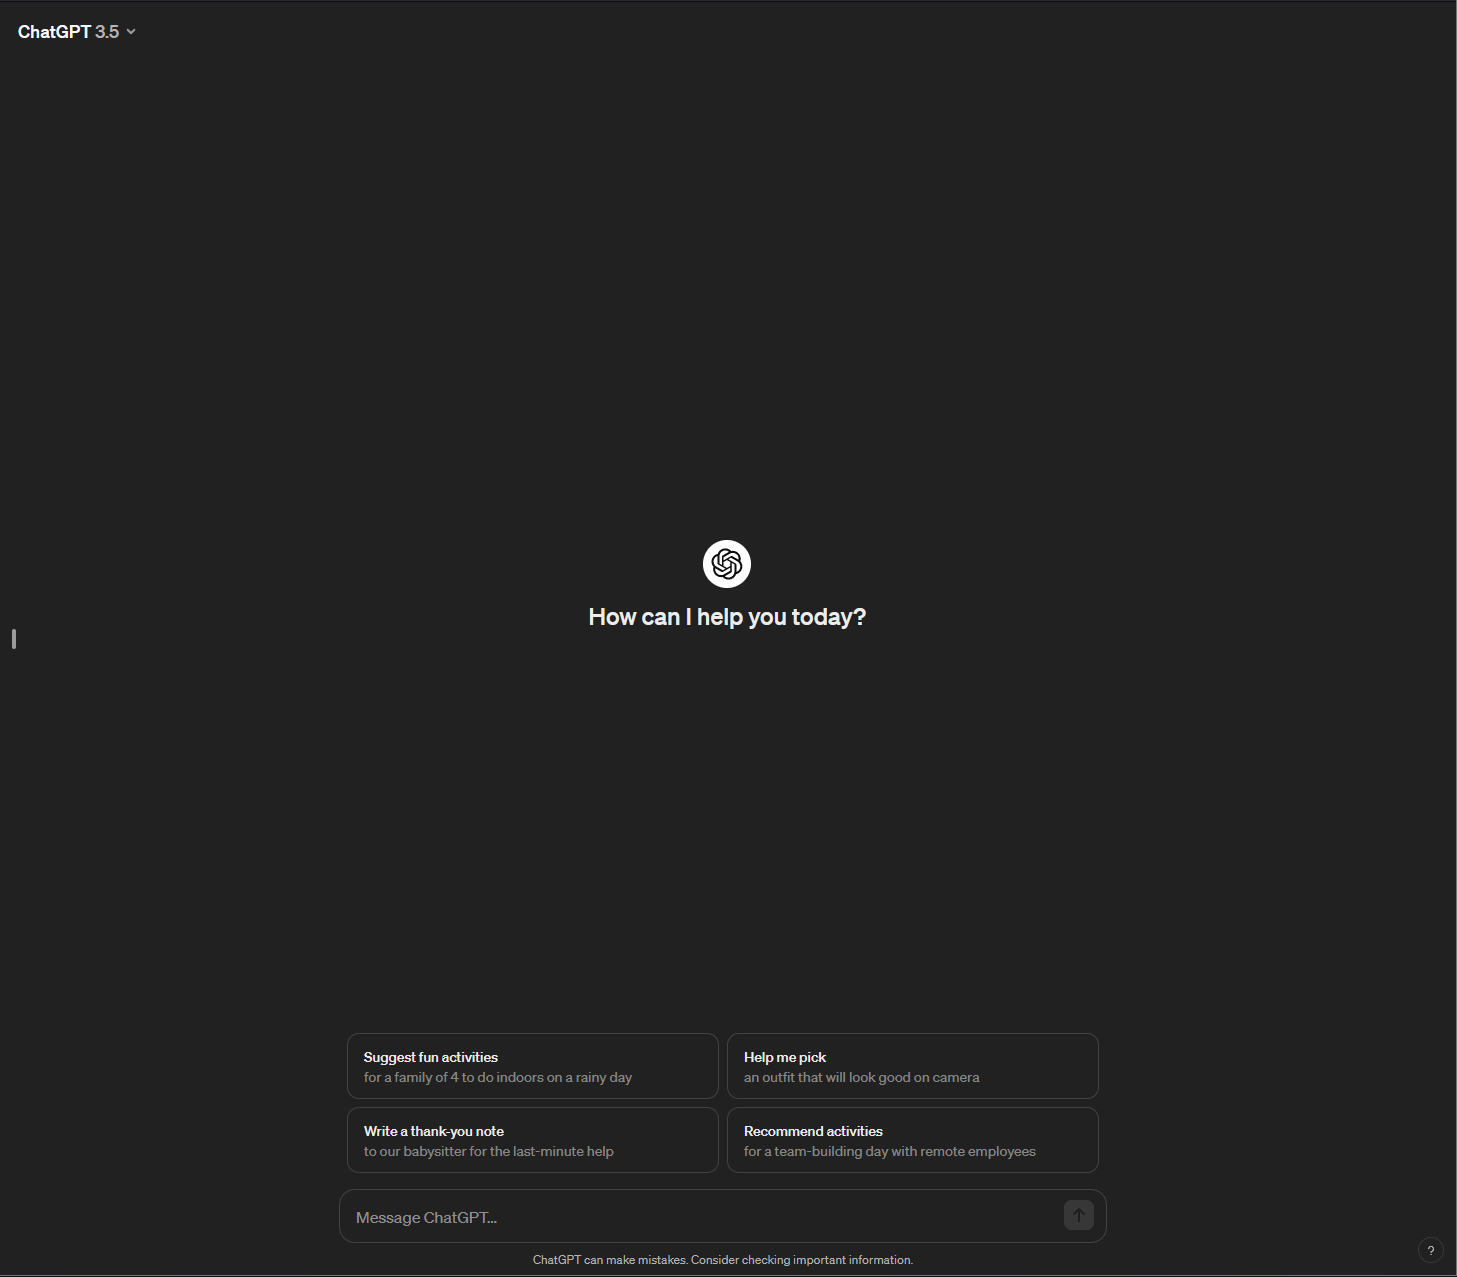 ChatGPT 3.5
How can I help you today?
Suggest fun activities
for a family of 4 to do indoors on a rainy day
Help me pick
an outfit that will look good on camera
Write a thank-you note
to our babysitter for the last-minute help
Recommend activities
for a team-building day with remote employees
Message ChatGPT...
ChatGPT can make mistakes. Consider checking important information.
?